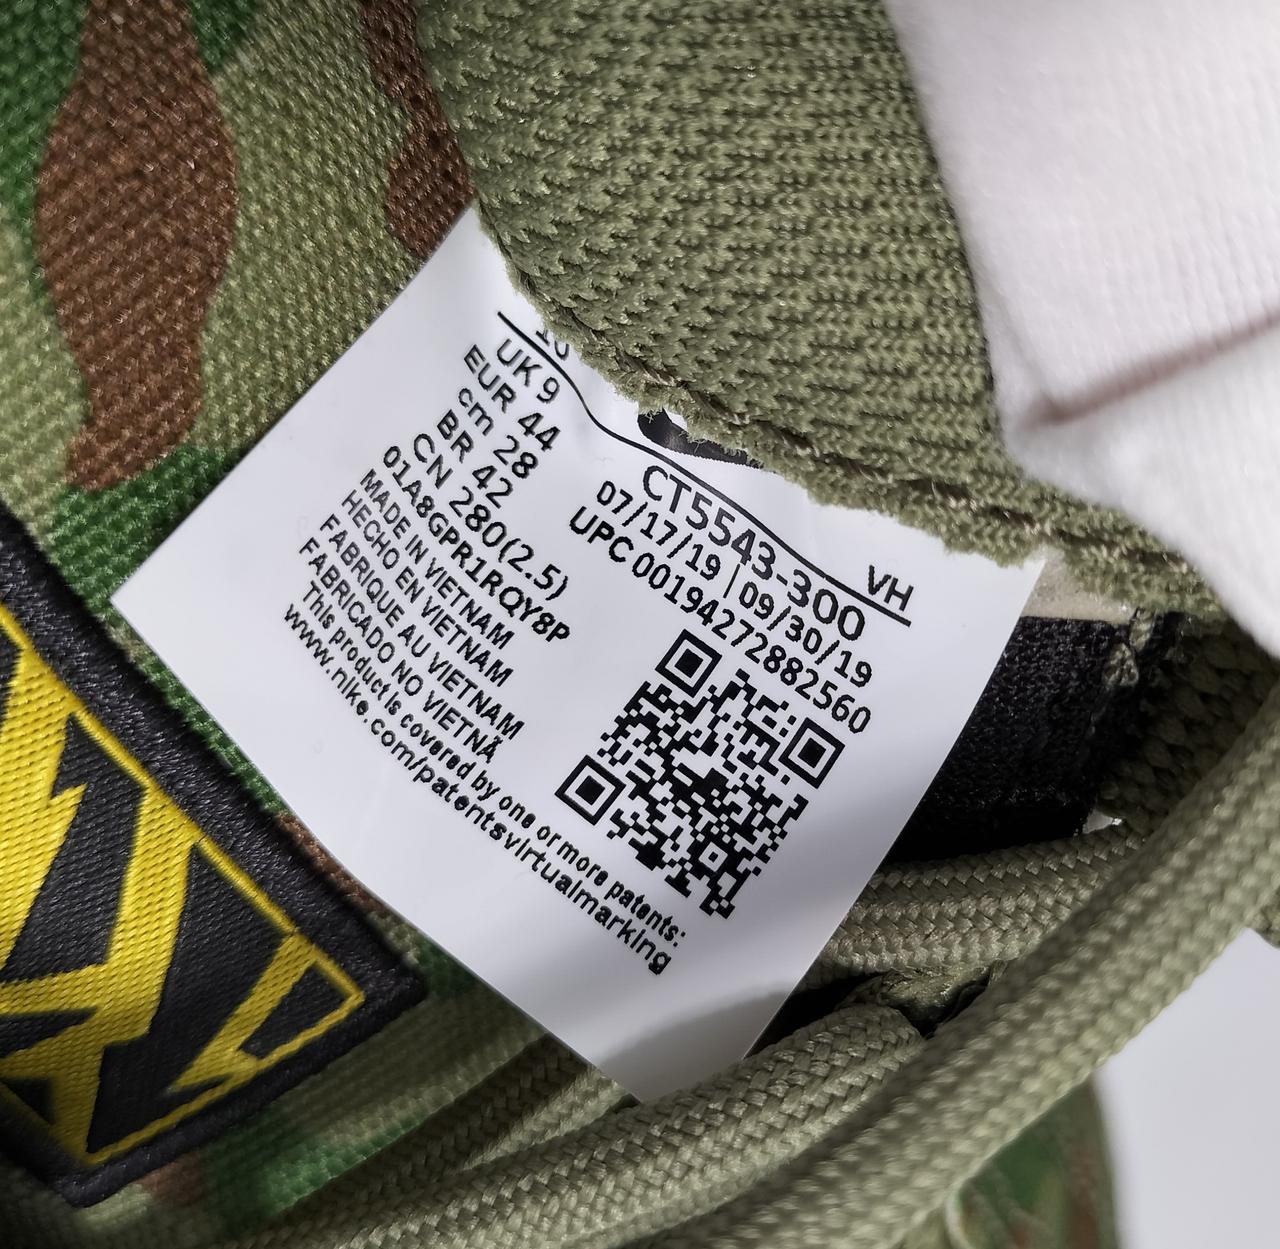 10
UK 9
EUR 44
cm 28
BR 42
CN 280(2.5)
01A8GPR1RQY8P
MADE IN VIETNAM
HECHO EN VIETNAM
FABRIQUE AU VIETNAM
FABRICADO NO VIETNÃ
This product is covered by one or more patents:
www.nike.com/patentsvirtualmarking
VH
CT5543-300
07/17/19 | 09/30/19
UPC 00194272882560